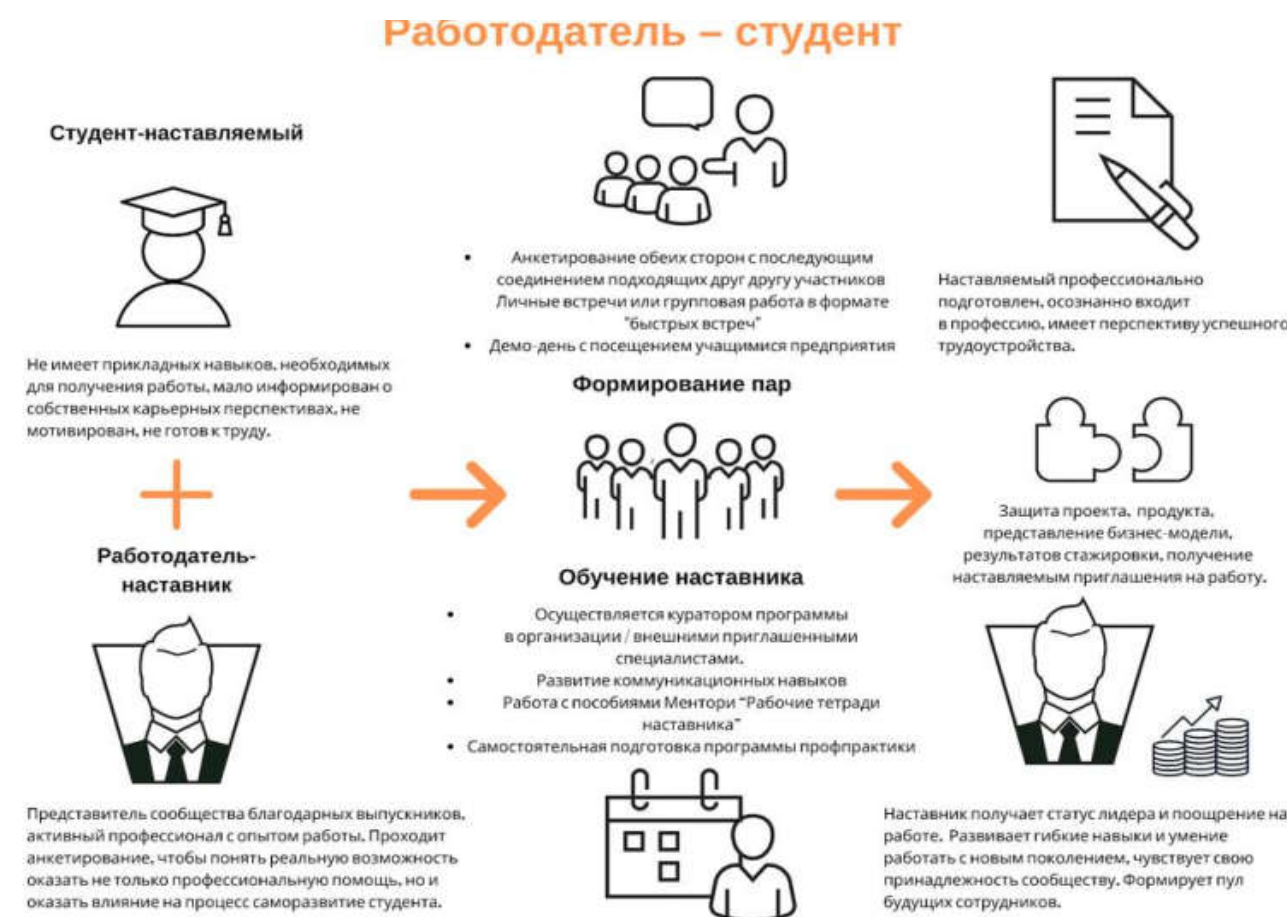 Работодатель – студент
Студент-наставляемый
Не имеет прикладных навыков, необходимых
для получения работы, мало информирован о
собственных карьерных перспективах, не
мотивирован, не готов к труду.
Работодатель-
наставник
Представитель сообщества благодарных выпускников,
активный профессионал с опытом работы. Проходит
анкетирование, чтобы понять реальную возможность
оказать не только профессиональную помощь, но и
оказать влияние на процесс саморазвитие студента.
• Анкетирование обеих сторон с последующим
соединением подходящих друг другу участников
Личные встречи или групповая работа в формате
"быстрых встреч"
• Демо-день с посещением учащимися предприятия
Формирование пар
Обучение наставника
• Осуществляется куратором программы
в организации / внешними приглашенными
специалистами.
• Развитие коммуникационных навыков
• Работа с пособиями Ментори "Рабочие тетради
наставника"
• Самостоятельная подготовка программы профпрактики
Наставляемый профессионально
подготовлен, осознанно входит
в профессию, имеет перспективу успешного
трудоустройства.
Защита проекта, продукта,
представление бизнес-модели,
результатов стажировки, получение
наставляемым приглашения на работу.
Наставник получает статус лидера и поощрение на
работе. Развивает гибкие навыки и умение
работать с новым поколением, чувствует свою
принадлежность сообществу. Формирует пул
будущих сотрудников.